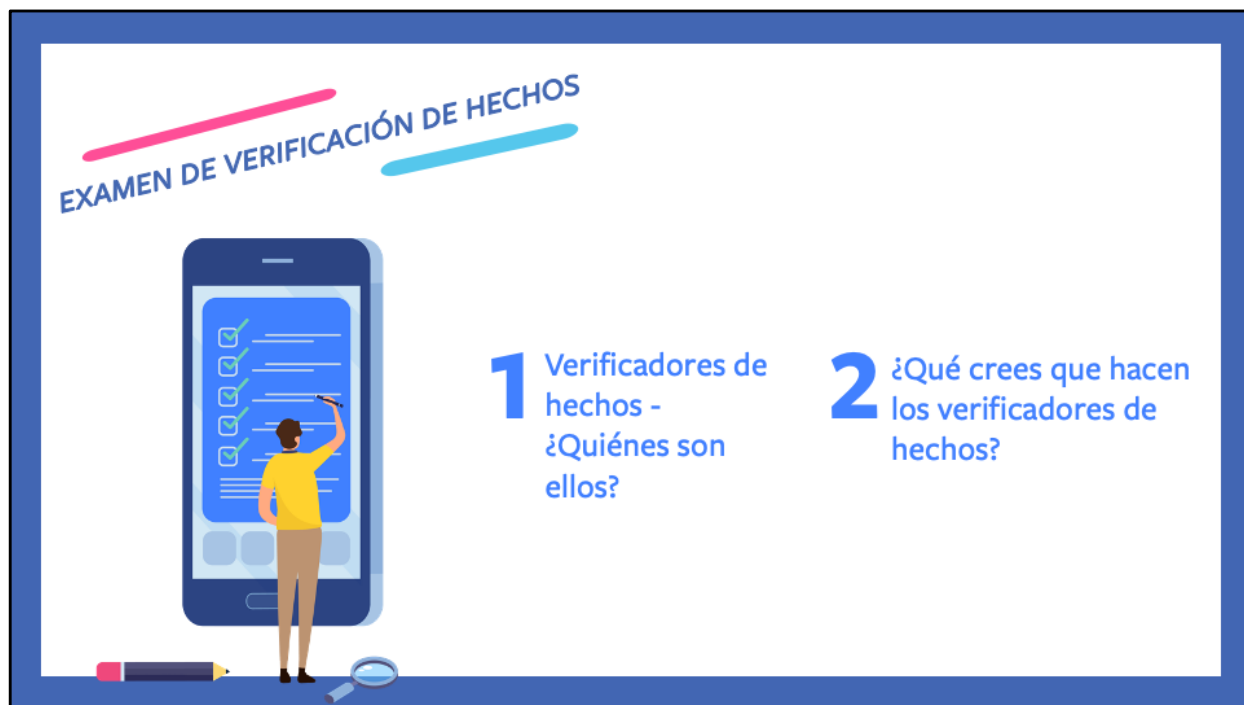 EXAMEN DE VERIFICACIÓN DE HECHOS
1
Verificadores de
hechos -
¿Quiénes son
ellos?
2
¿Qué crees que hacen
los verificadores de
hechos?